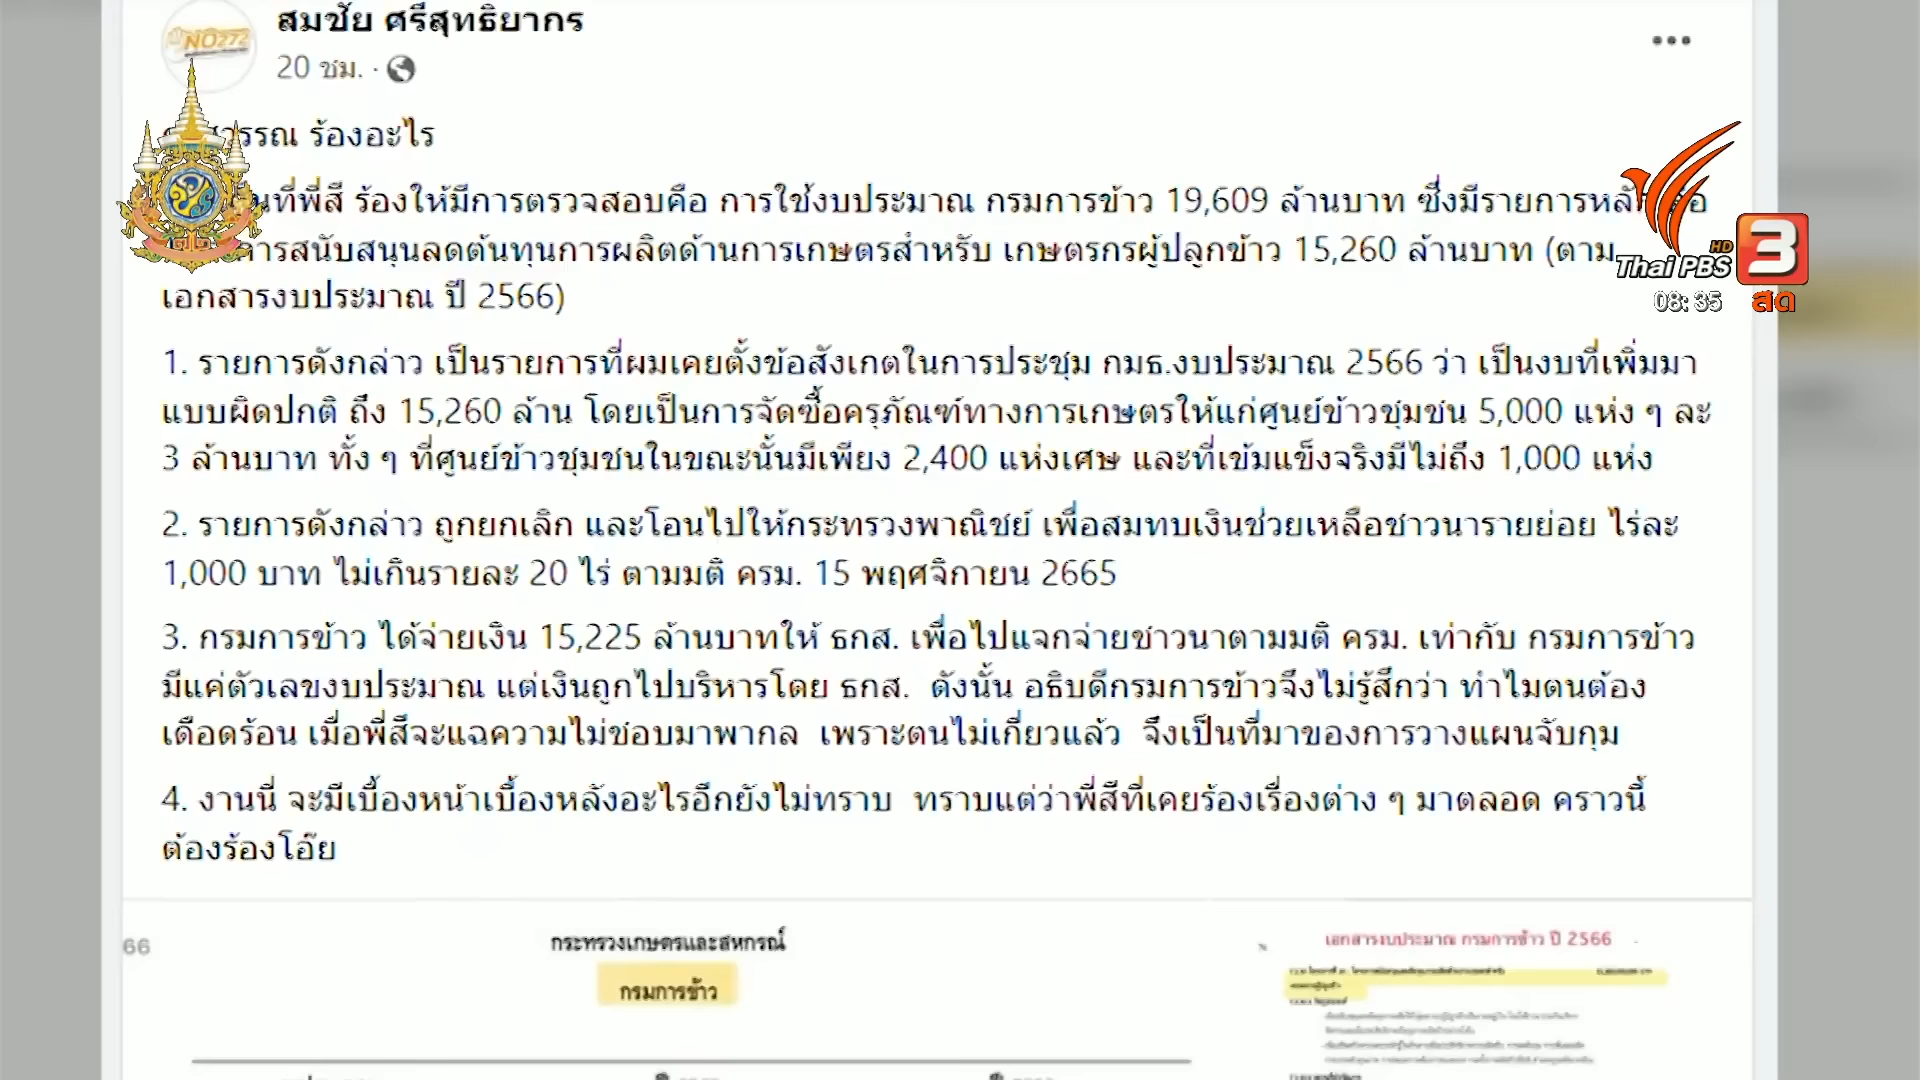 สมชัย ศรีสุทธิยากร
NO272
20 ชม. ·
ร้องอะไร
ที่พี่สี ร้องให้มีการตรวจสอบคือ การใช้งบประมาณ กรมการข้าว 19,609 ล้านบาท ซึ่งมีรายการ
การสนับสนุนลดต้นทุนการผลิตด้านการเกษตรสำหรับ เกษตรกรผู้ปลูกข้าว 15,260 ล้านบาท (ตาม
เอกสารงบประมาณ ปี 2566)
Thai PBS HD 3
08:35 สด
1. รายการดังกล่าว เป็นรายการที่ผมเคยตั้งข้อสังเกตในการประชุม กมธ.งบประมาณ 2566 ว่า เป็นงบที่เพิ่มมา
แบบผิดปกติ ถึง 15,260 ล้าน โดยเป็นการจัดซื้อครุภัณฑ์ทางการเกษตรให้แก่ศูนย์ข้าวชุมชน 5,000 แห่ง ๆ ละ
3 ล้านบาท ทั้ง ๆ ที่ศูนย์ข้าวชุมชนในขณะนั้นมีเพียง 2,400 แห่งเศษ และที่เข้มแข็งจริงมีไม่ถึง 1,000 แห่ง
2. รายการดังกล่าว ถูกยกเลิก และโอนไปให้กระทรวงพาณิชย์ เพื่อสมทบเงินช่วยเหลือชาวนารายย่อย ไร่ละ
1,000 บาท ไม่เกินรายละ 20 ไร่ ตามมติ ครม. 15 พฤศจิกายน 2665
3. กรมการข้าว ได้จ่ายเงิน 15,225 ล้านบาทให้ ธกส. เพื่อไปแจกจ่ายชาวนาตามมติ ครม. เท่ากับ กรมการข้าว
มีแค่ตัวเลขงบประมาณ แต่เงินถูกไปบริหารโดย ธกส. ดังนั้น อธิบดีกรมการข้าวจึงไม่รู้สึกว่า ทำไมตนต้อง
เดือดร้อน เมื่อพี่สีจะแฉความไม่ชอบมาพากล เพราะตนไม่เกี่ยวแล้ว จึงเป็นที่มาของการวางแผนจับกุม
4. งานนี่ จะมีเบื้องหน้าเบื้องหลังอะไรอีกยังไม่ทราบ ทราบแต่ว่าพี่สีที่เคยร้องเรื่องต่าง ๆ มาตลอด คราวนี้
ต้องร้องโอ๊ย
66
กระทรวงเกษตรและสหกรณ์
กรมการข้าว
เอกสารงบประมาณ กรมการข้าว ปี 2566